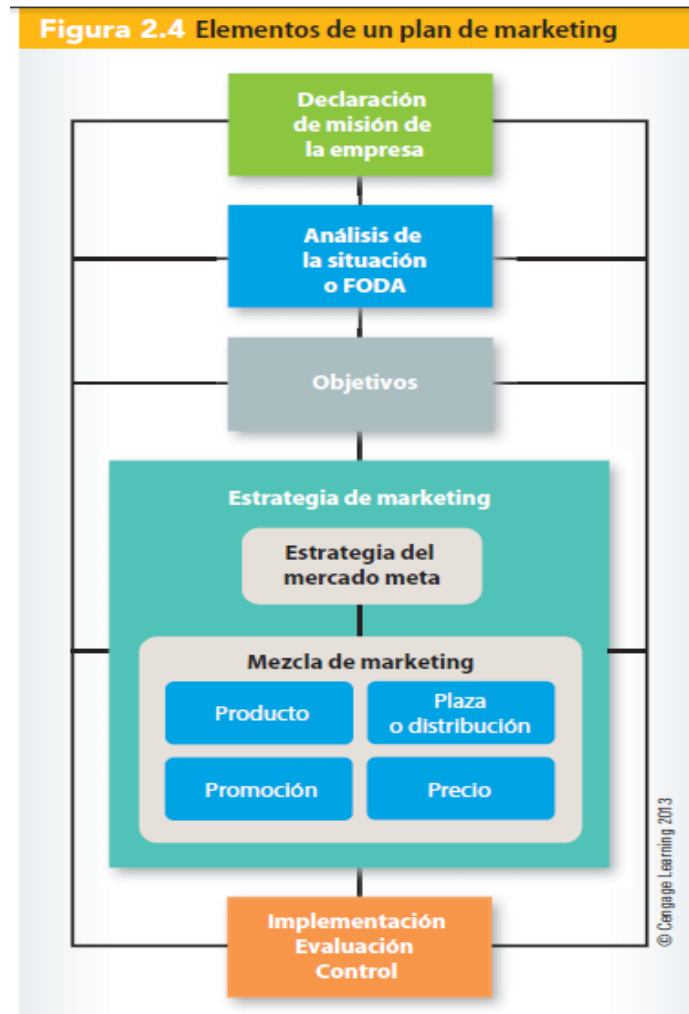 Figura 2.4 Elementos de un plan de marketing
Declaración
de misión de
la empresa
Análisis de
la situación
o FODA
Objetivos
Estrategia de marketing
Estrategia del
mercado meta
Mezcla de marketing
Producto
Plaza
o distribución
Promoción
Precio
Implementación
Evaluación
Control
© Cengage Learning 2013